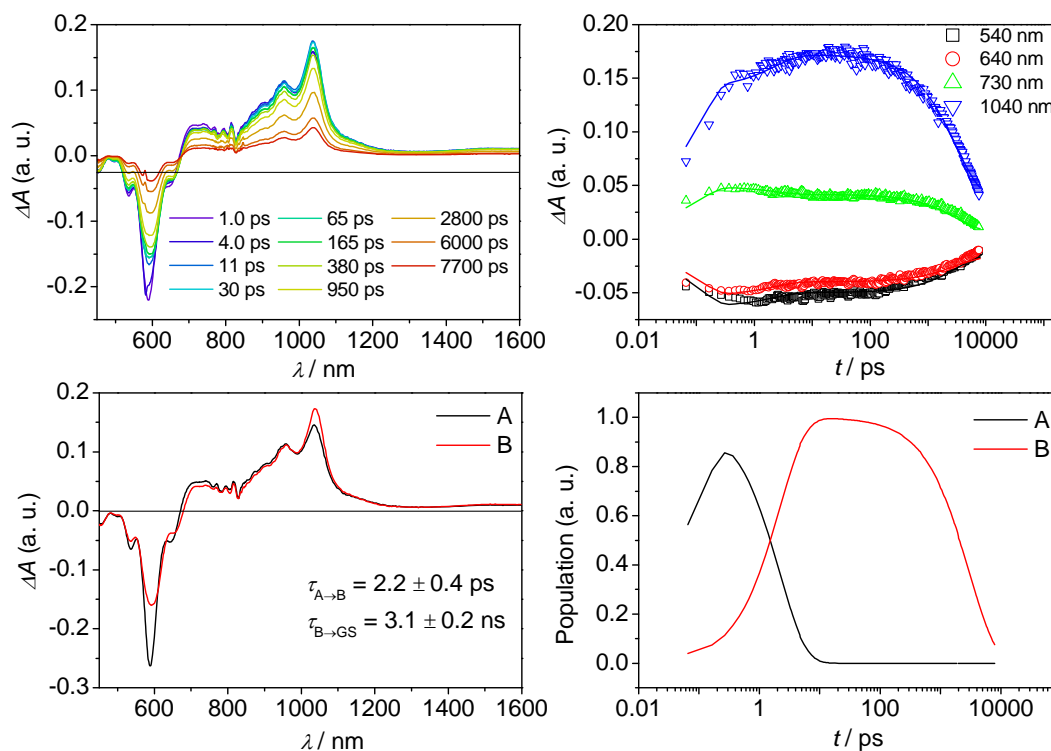 0.2
0.1
0.0
-0.1
-0.2
ΔA (a. u.)
1.0 ps
4.0 ps
11 ps
30 ps
65 ps
165 ps
380 ps
950 ps
2800 ps
6000 ps
7700 ps
600 800 1000 1200 1400 1600
λ / nm
0.20
0.15
0.10
0.05
0.00
-0.05
ΔA (a. u.)
540 nm
640 nm
730 nm
1040 nm
0.01 1 100 10000
t / ps
0.2
0.1
0.0
-0.1
-0.2
-0.3
ΔA (a. u.)
A
B
τA→B = 2.2 ± 0.4 ps
τB→GS = 3.1 ± 0.2 ns
600 800 1000 1200 1400 1600
λ / nm
1.0
0.8
0.6
0.4
0.2
0.0
Population (a. u.)
A
B
0.01 1 100 10000
t / ps